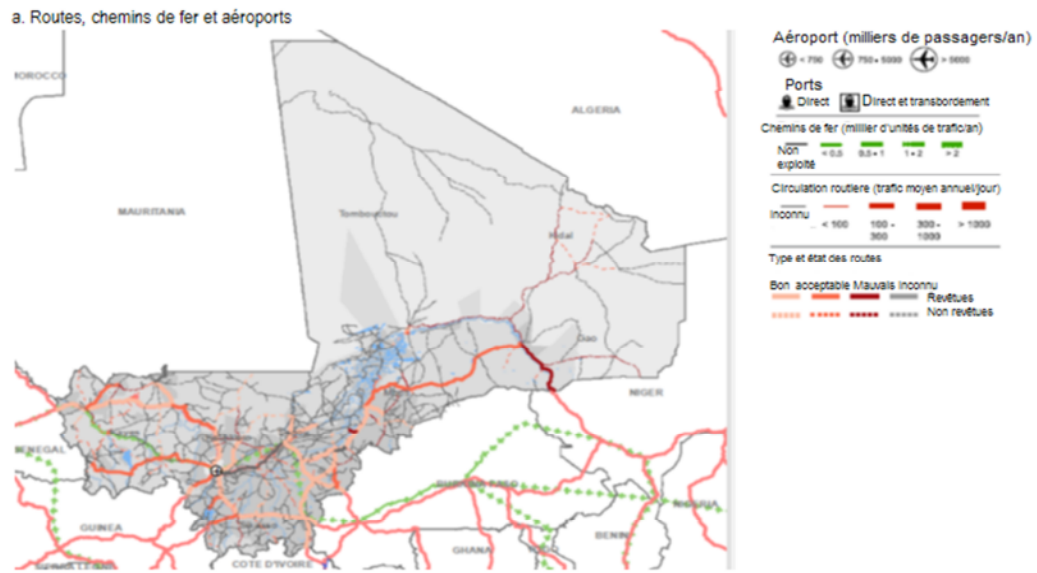 a. Routes, chemins de fer et aéroports
MOROCCO
ALGERIA
MAURITANIA
Tombouctou
Kidal
Gao
NIGER
SENEGAL
GUINEA
COTE D'IVOIRE
GHANA
BENIN
Aéroport (milliers de passagers/an)
< 750 750 - 5000 > 5000
Ports
Direct Direct et transbordement
Chemins de fer (millier d'unités de trafic/an)
Non exploité < 0.5 0.5 - 1 1 - 2 > 2
Circulation routiere (trafic moyen annuel/jour)
Inconnu < 100 100 - 300 300 - 1000 > 1000
Type et état des routes
Bon acceptable Mauvais Inconnu
Revêtues
Non revêtues